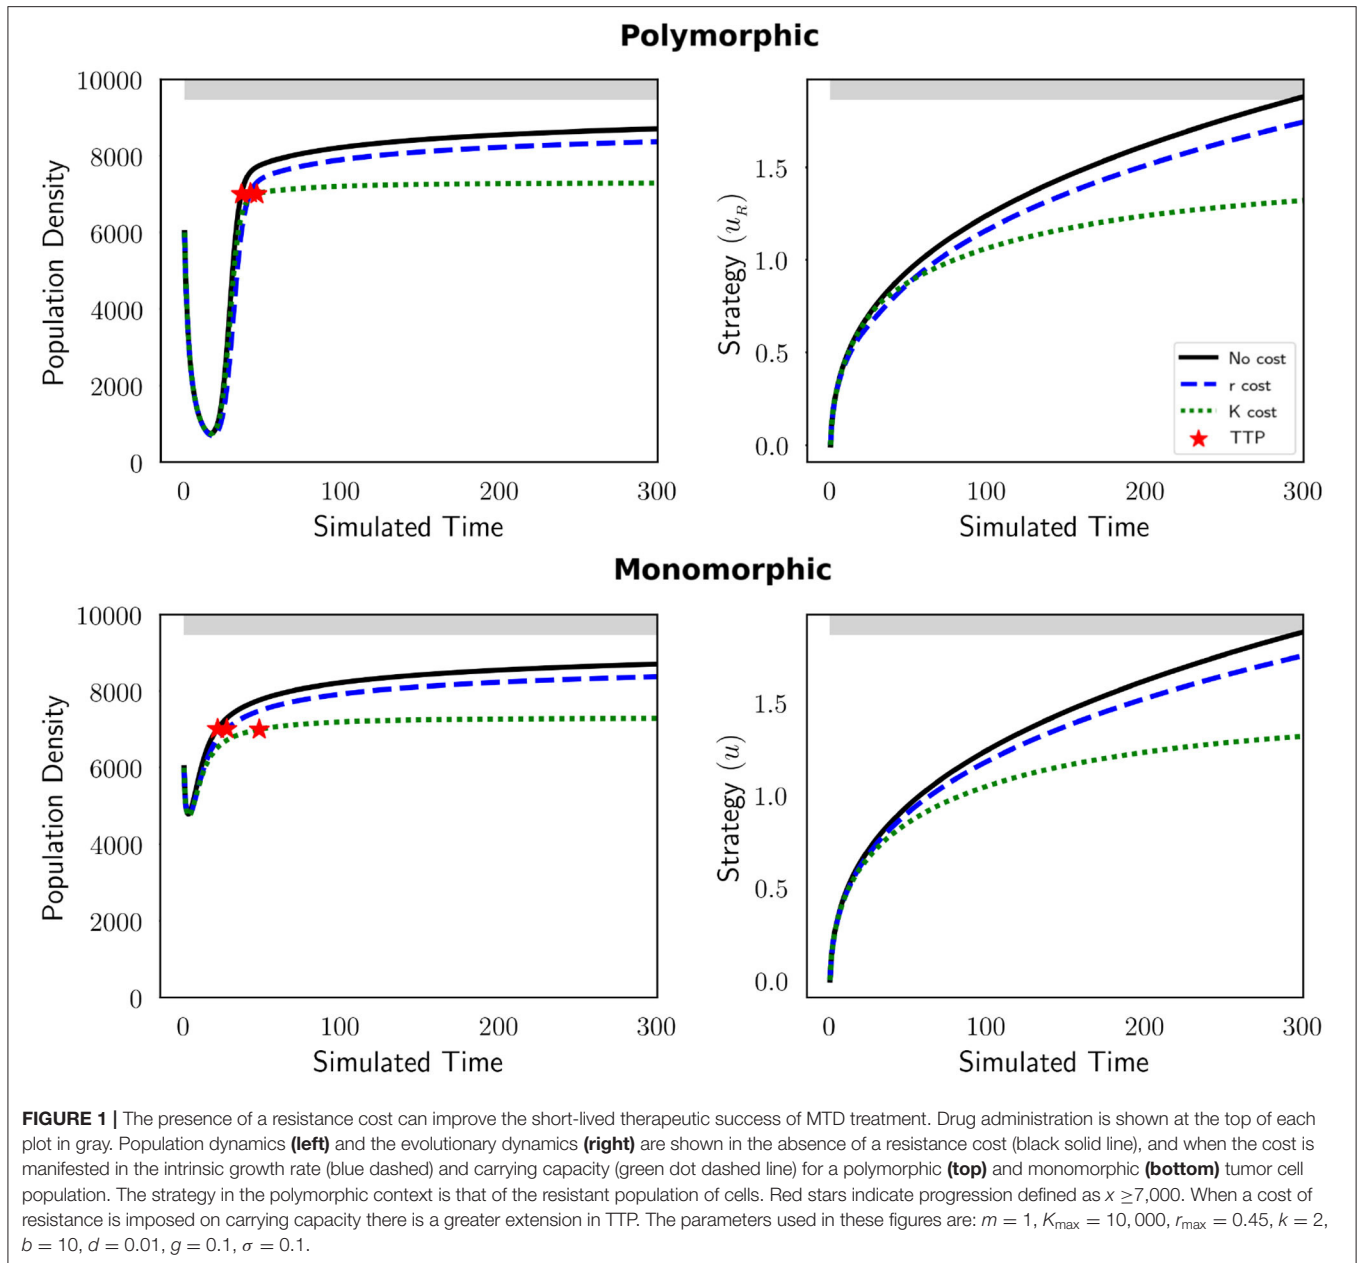 Polymorphic
10000
8000
6000
4000
2000
0
Population Density
0 100 200 300
Simulated Time
1.5
1.0
0.5
0.0
Strategy (u_R)
No cost
r cost
K cost
TTP
0 100 200 300
Simulated Time
Monomorphic
10000
8000
6000
4000
2000
0
Population Density
0 100 200 300
Simulated Time
1.5
1.0
0.5
0.0
Strategy (u)
0 100 200 300
Simulated Time
FIGURE 1 | The presence of a resistance cost can improve the short-lived therapeutic success of MTD treatment. Drug administration is shown at the top of each
plot in gray. Population dynamics (left) and the evolutionary dynamics (right) are shown in the absence of a resistance cost (black solid line), and when the cost is
manifested in the intrinsic growth rate (blue dashed) and carrying capacity (green dot dashed line) for a polymorphic (top) and monomorphic (bottom) tumor cell
population. The strategy in the polymorphic context is that of the resistant population of cells. Red stars indicate progression defined as x ≥7,000. When a cost of
resistance is imposed on carrying capacity there is a greater extension in TTP. The parameters used in these figures are: m = 1, K_max = 10, 000, r_max = 0.45, k = 2,
b = 10, d = 0.01, g = 0.1, σ = 0.1.